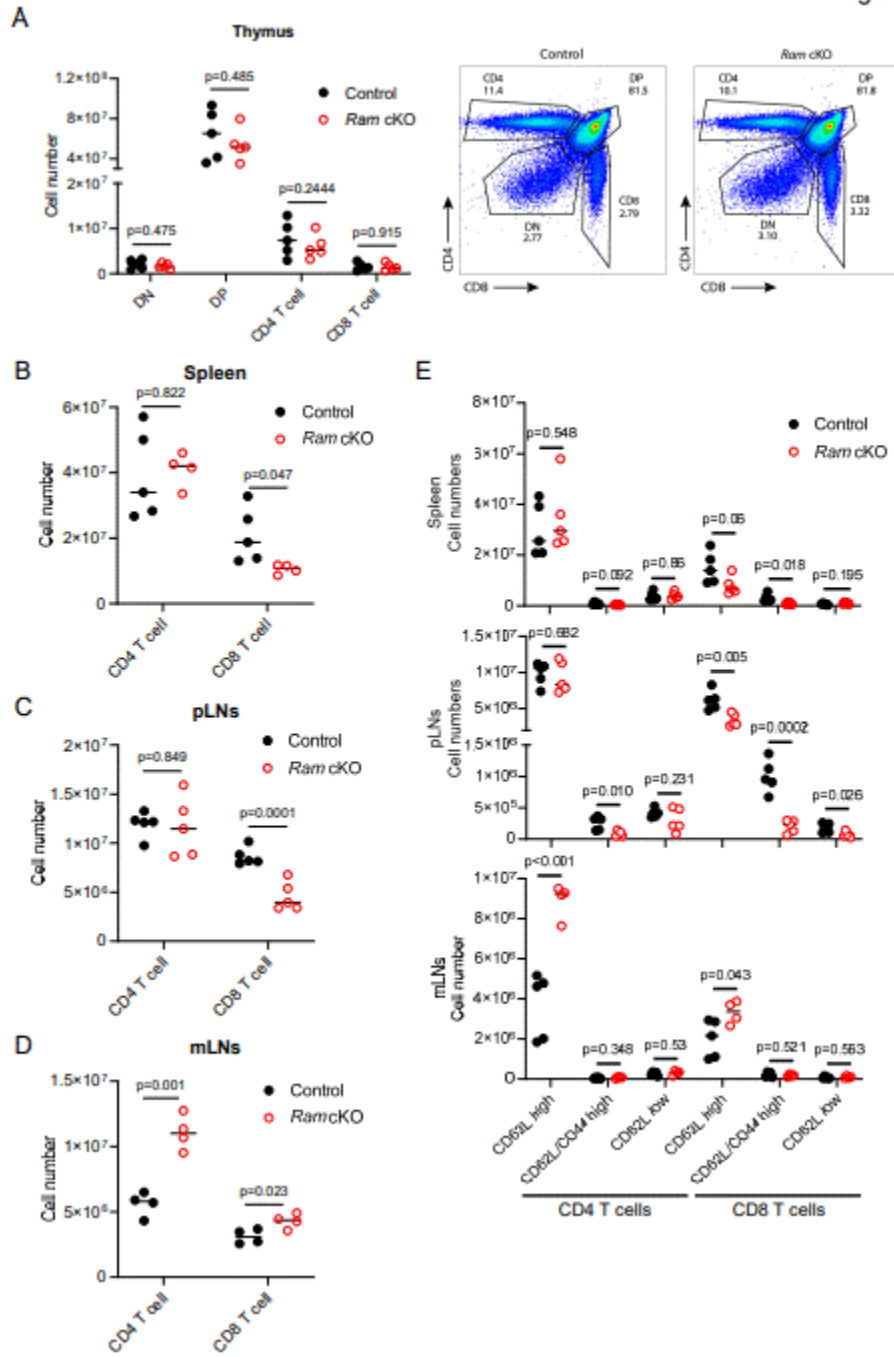 g
A
Thymus
Control
Ram cKO
p=0.485
1.2×10⁸
Control
8×10⁷
Ram cKO
4×10⁷
Cell number
2×10⁷
p=0.2444
1×10⁷
p=0.475
p=0.915
0
DN
DP
CD4 T cell
CD8 T cell
CD4
11.4
DP
81.5
CD8
2.79
DN
2.77
CD4
CD8
CD4
10.1
DP
81.8
CD8
3.32
DN
3.10
CD4
CD8
B
Spleen
p=0.822
6×10⁷
Control
Ram cKO
4×10⁷
p=0.047
2×10⁷
0
Cell number
CD4 T cell
CD8 T cell
C
pLNs
2×10⁷
Control
p=0.849
Ram cKO
1.5×10⁷
p=0.0001
1×10⁷
5×10⁶
0
Cell number
CD4 T cell
CD8 T cell
D
mLNs
1.5×10⁷
p=0.001
Control
Ram cKO
1×10⁷
p=0.023
5×10⁶
0
Cell number
CD4 T cell
CD8 T cell
E
8×10⁷
Control
Ram cKO
p=0.548
4×10⁷
p=0.05
2×10⁷
p=0.092
p=0.86
p=0.018
p=0.195
0
Spleen
Cell numbers
1.5×10⁷
p=0.682
1×10⁷
p=0.005
5×10⁶
p=0.0002
p=0.010
p=0.231
p=0.026
5×10⁵
0
pLNs
Cell numbers
p<0.001
1×10⁷
8×10⁶
6×10⁶
4×10⁶
p=0.043
2×10⁶
p=0.348
p=0.53
p=0.521
p=0.563
0
mLNs
Cell number
CD62L high
CD62L/CD44 high
CD62L low
CD62L high
CD62L/CD44 high
CD62L low
CD4 T cells
CD8 T cells